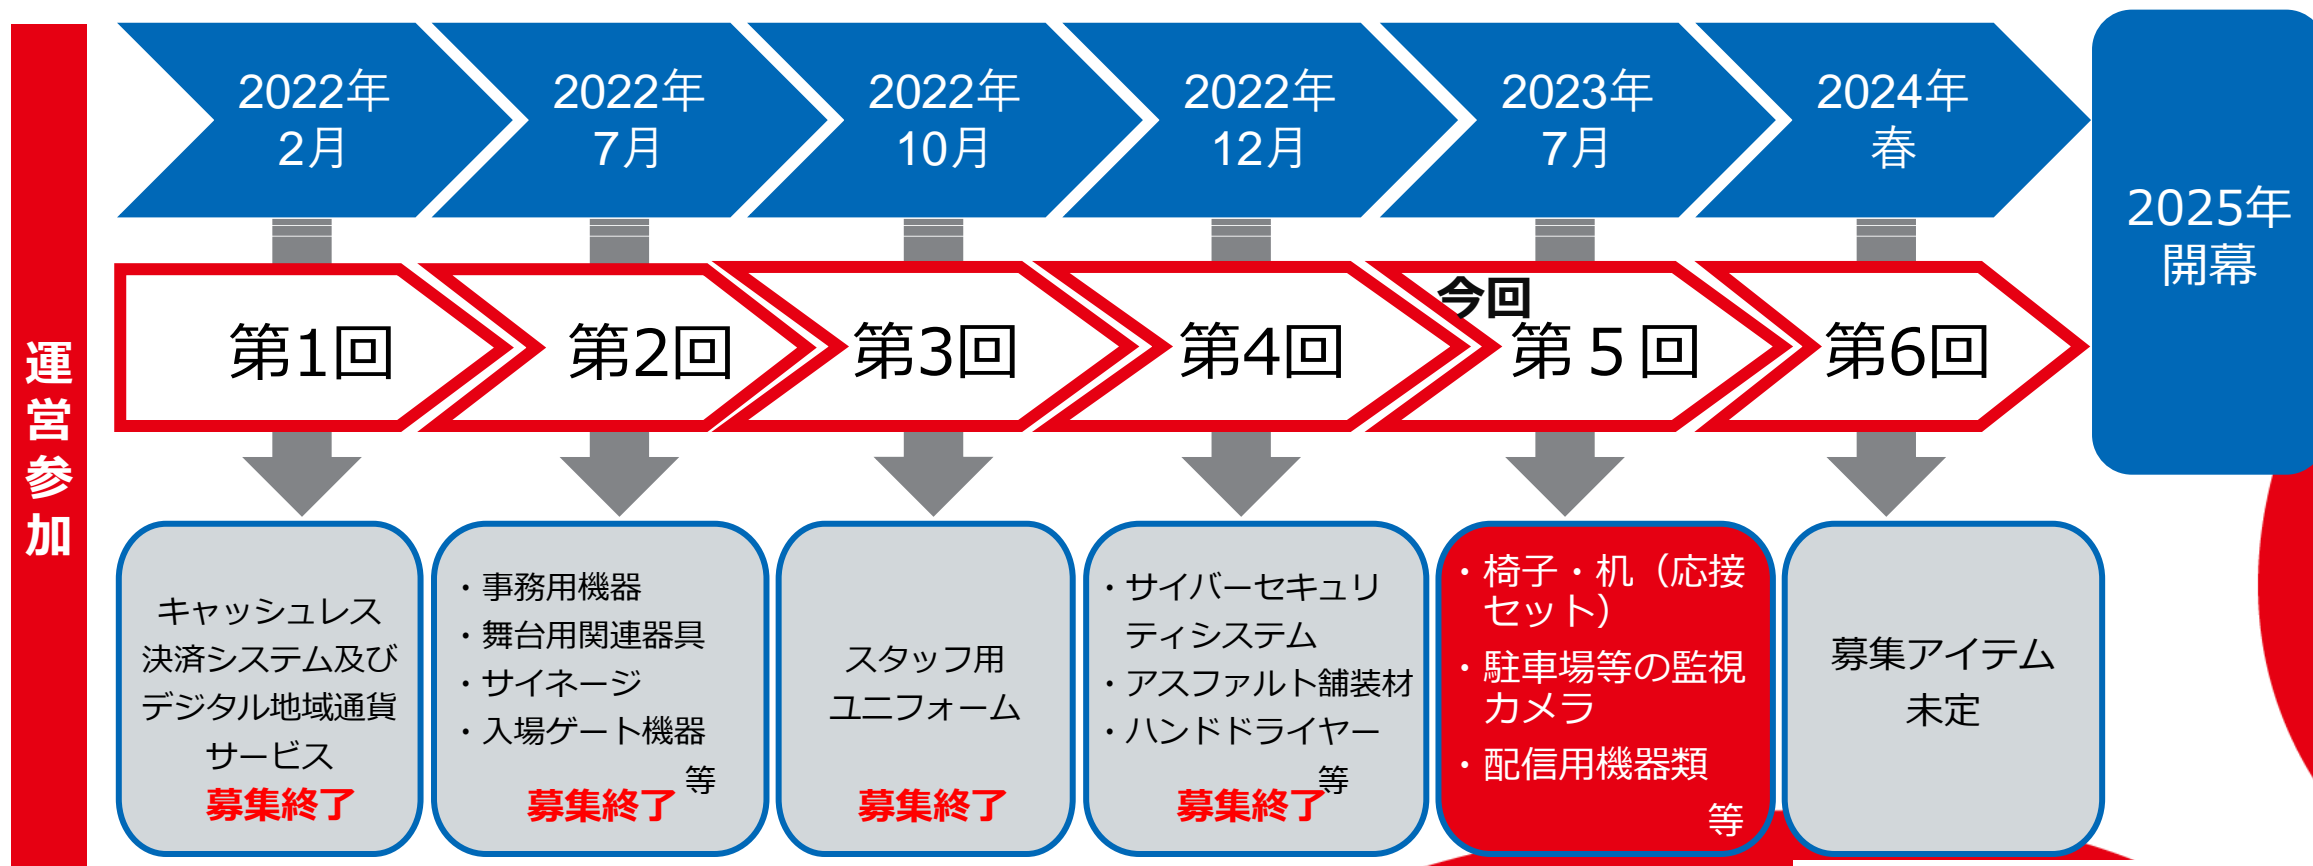 運営参加
2022年
2月
2022年
7月
2022年
10月
2022年
12月
2023年
7月
2024年
春
2025年
開幕
第1回
第2回
第3回
第4回
今回
第５回
第6回
キャッシュレス
決済システム及び
デジタル地域通貨
サービス
募集終了
・事務用機器
・舞台用関連器具
・サイネージ
・入場ゲート機器
等
募集終了
スタッフ用
ユニフォーム
募集終了
・サイバーセキュリ
ティシステム
・アスファルト舗装材
・ハンドドライヤー
等
募集終了
・椅子・机（応接
セット）
・駐車場等の監視
カメラ
・配信用機器類
等
募集アイテム
未定